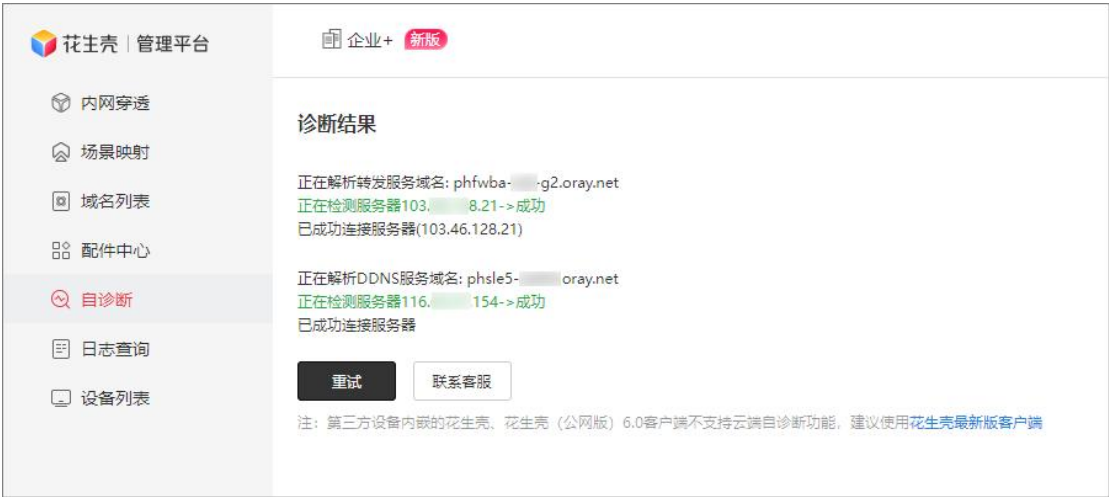 花生壳 | 管理平台
企业+ 新版
内网穿透
场景映射
域名列表
配件中心
自诊断
日志查询
设备列表
诊断结果
正在解析转发服务域名: phfwba- -g2.oray.net
正在检测服务器103. 8.21->成功
已成功连接服务器(103.46.128.21)
正在解析DDNS服务域名: phsle5- oray.net
正在检测服务器116. 154->成功
已成功连接服务器
重试
联系客服
注：第三方设备内嵌的花生壳、花生壳（公网版）6.0客户端不支持云端自诊断功能，建议使用花生壳最新版客户端